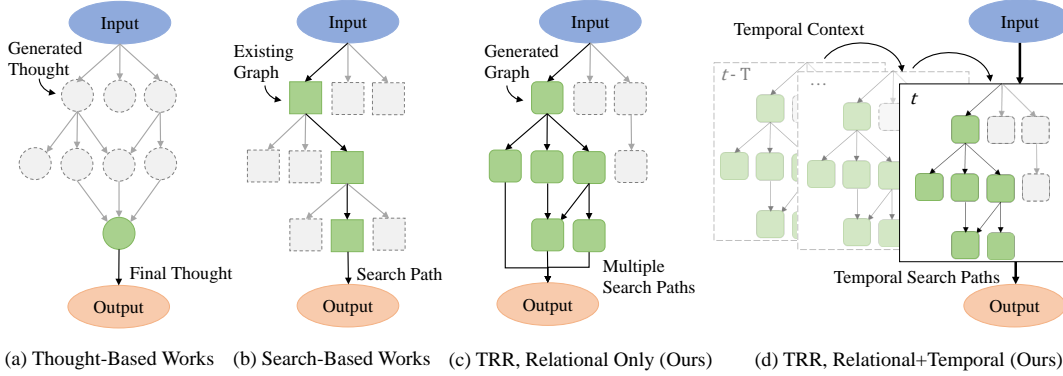 Input
Generated
Thought
Final Thought
Output
(a) Thought-Based Works
Input
Existing
Graph
Search Path
Output
(b) Search-Based Works
Input
Generated
Graph
Multiple
Search Paths
Output
(c) TRR, Relational Only (Ours)
Temporal Context
Input
t - T
...
t
Temporal Search Paths
Output
(d) TRR, Relational+Temporal (Ours)